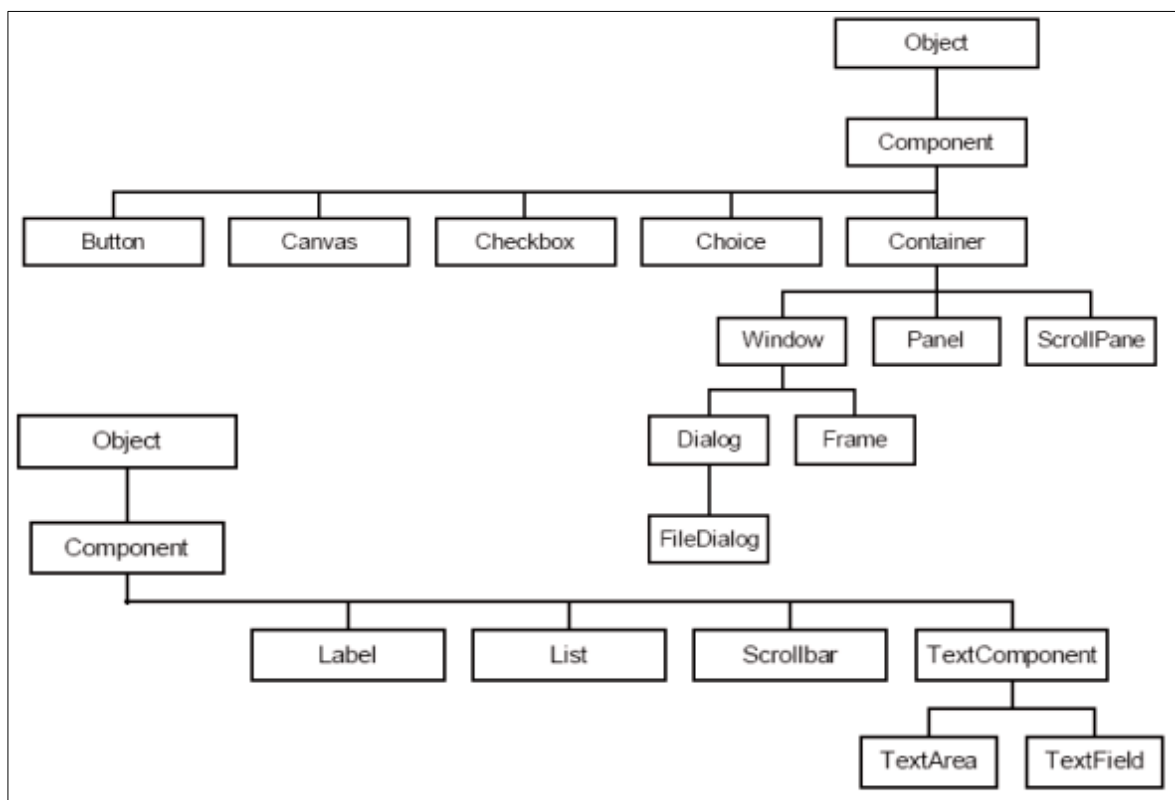 Object
Component
Button
Canvas
Checkbox
Choice
Container
Window
Panel
ScrollPane
Dialog
Frame
FileDialog
Object
Component
Label
List
Scrollbar
TextComponent
TextArea
TextField